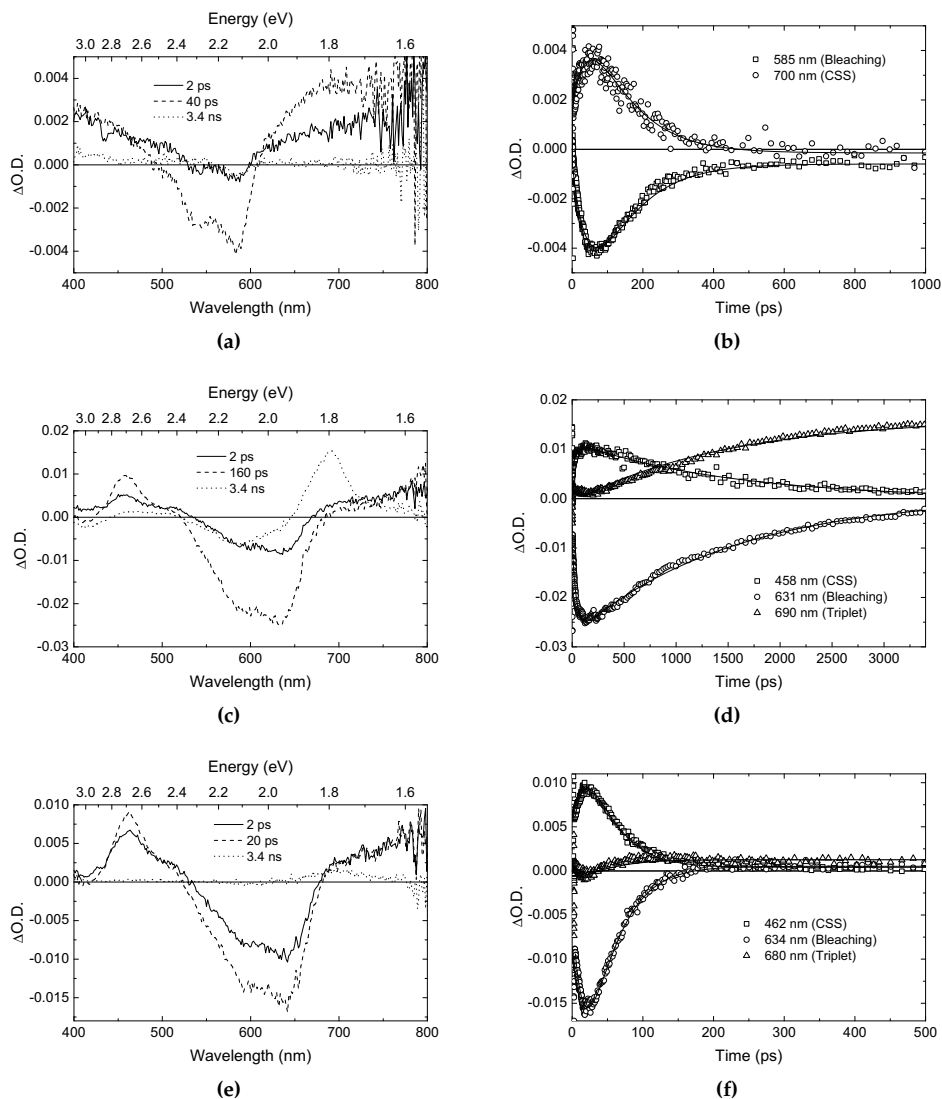 Energy (eV)
3.0 2.8 2.6 2.4 2.2 2.0 1.8 1.6
0.004
0.002
0.000
-0.002
-0.004
ΔO.D.
2 ps
40 ps
3.4 ns
400 500 600 700 800
Wavelength (nm)
(a)
0.004
0.002
0.000
-0.002
-0.004
ΔO.D.
585 nm (Bleaching)
700 nm (CSS)
0 200 400 600 800 1000
Time (ps)
(b)
Energy (eV)
3.0 2.8 2.6 2.4 2.2 2.0 1.8 1.6
0.02
0.01
0.00
-0.01
-0.02
-0.03
ΔO.D.
2 ps
160 ps
3.4 ns
400 500 600 700 800
Wavelength (nm)
(c)
0.02
0.01
0.00
-0.01
-0.02
-0.03
ΔO.D.
458 nm (CSS)
631 nm (Bleaching)
690 nm (Triplet)
0 500 1000 1500 2000 2500 3000
Time (ps)
(d)
Energy (eV)
3.0 2.8 2.6 2.4 2.2 2.0 1.8 1.6
0.010
0.005
0.000
-0.005
-0.010
-0.015
ΔO.D.
2 ps
20 ps
3.4 ns
400 500 600 700 800
Wavelength (nm)
(e)
0.010
0.005
0.000
-0.005
-0.010
-0.015
ΔO.D.
462 nm (CSS)
634 nm (Bleaching)
680 nm (Triplet)
0 50 100 150 200 250 300 350 400 450 500
Time (ps)
(f)